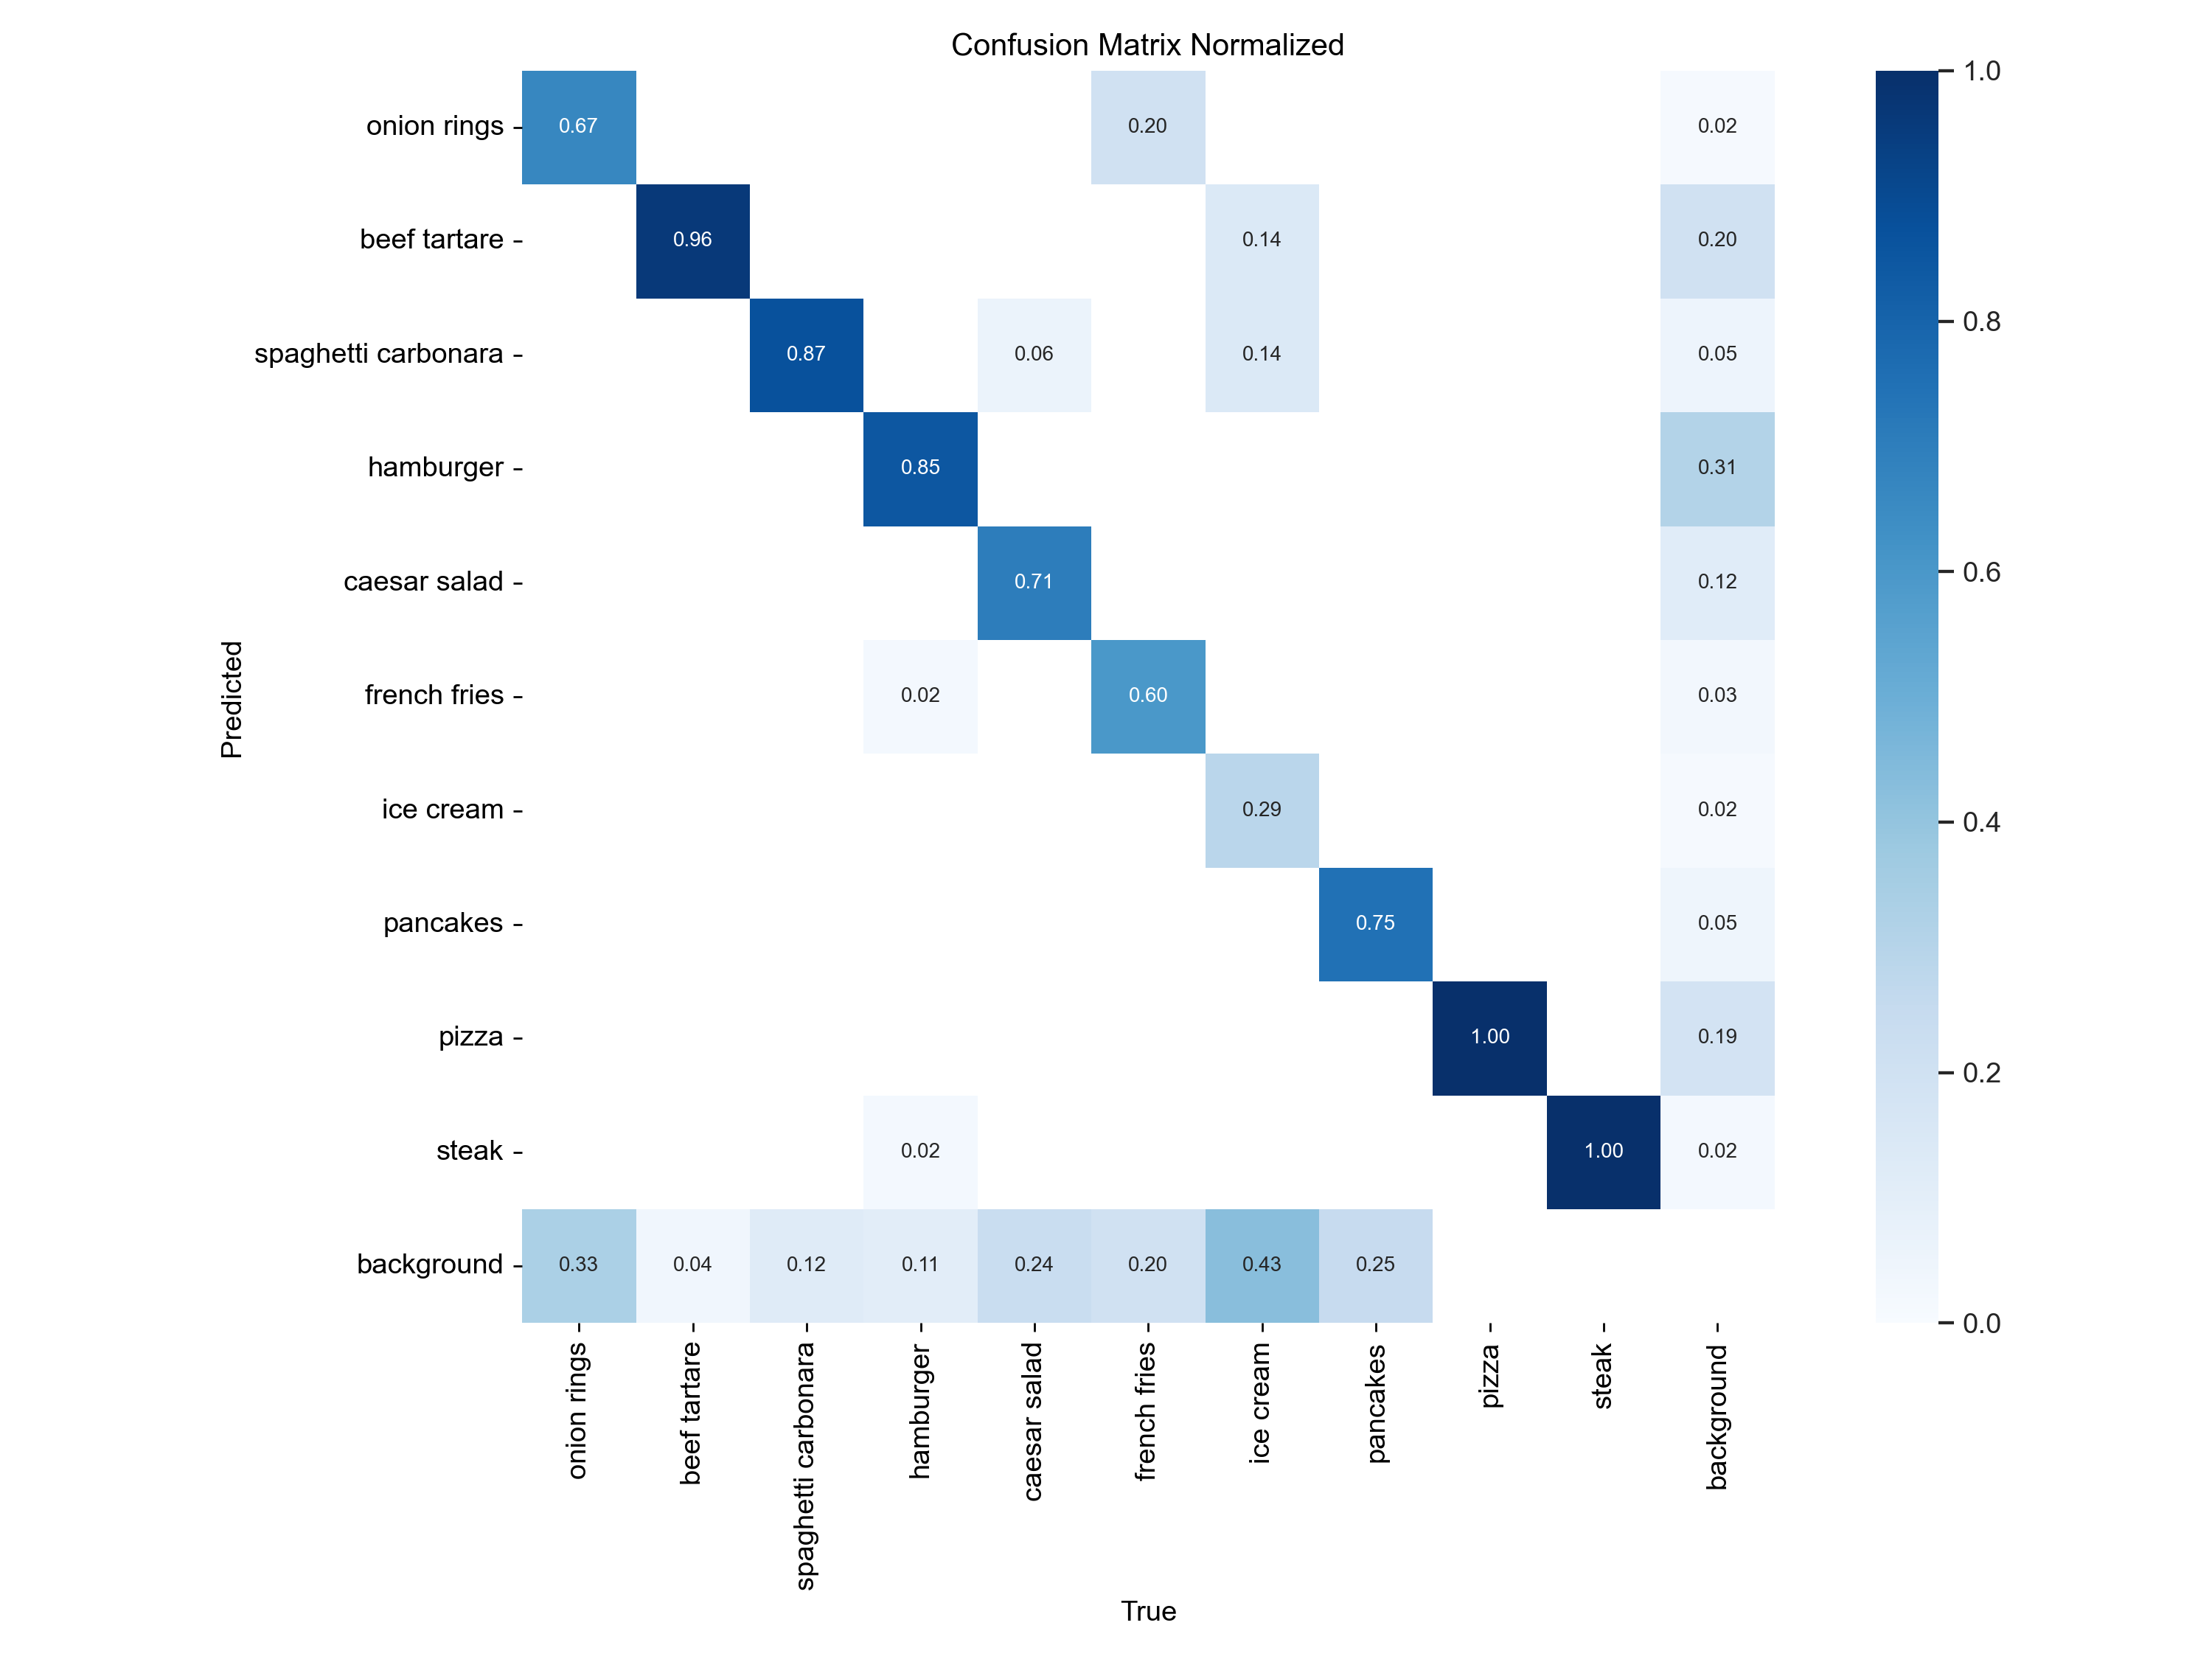 Confusion Matrix Normalized
onion rings 0.67 0.20 0.02
beef tartare 0.96 0.14 0.20
spaghetti carbonara 0.87 0.06 0.14 0.05
hamburger 0.85 0.31
caesar salad 0.71 0.12
french fries 0.02 0.60 0.03
ice cream 0.29 0.02
pancakes 0.75 0.05
pizza 1.00 0.19
steak 0.02 1.00 0.02
background 0.33 0.04 0.12 0.11 0.24 0.20 0.43 0.25
Predicted
onion rings
beef tartare
spaghetti carbonara
hamburger
caesar salad
french fries
ice cream
pancakes
pizza
steak
background
True
1.0
0.8
0.6
0.4
0.2
0.0